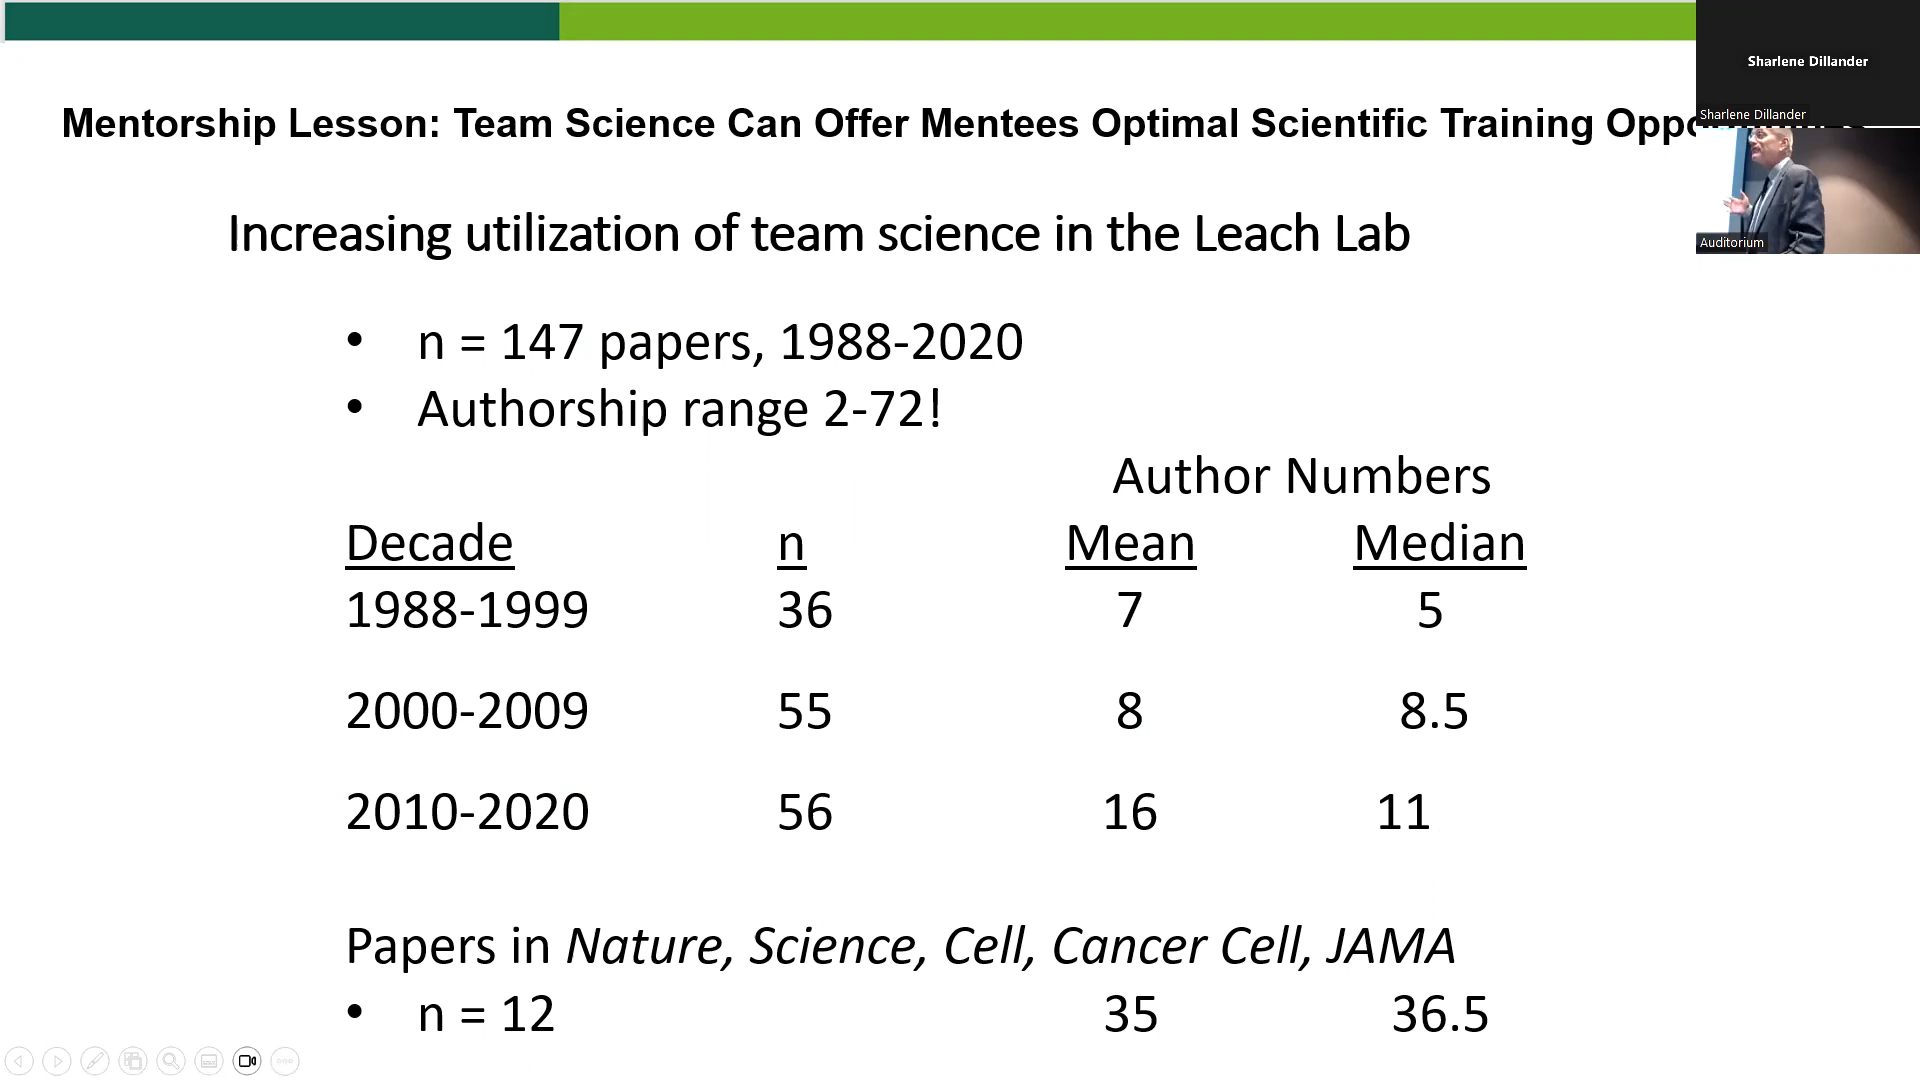 Sharlene Dillander
Sharlene Dillander
Mentorship Lesson: Team Science Can Offer Mentees Optimal Scientific Training
Auditorium
Increasing utilization of team science in the Leach Lab
• n = 147 papers, 1988-2020
• Authorship range 2-72!
Author Numbers
Decade n Mean Median
1988-1999 36 7 5
2000-2009 55 8 8.5
2010-2020 56 16 11
Papers in Nature, Science, Cell, Cancer Cell, JAMA
• n = 12 35 36.5